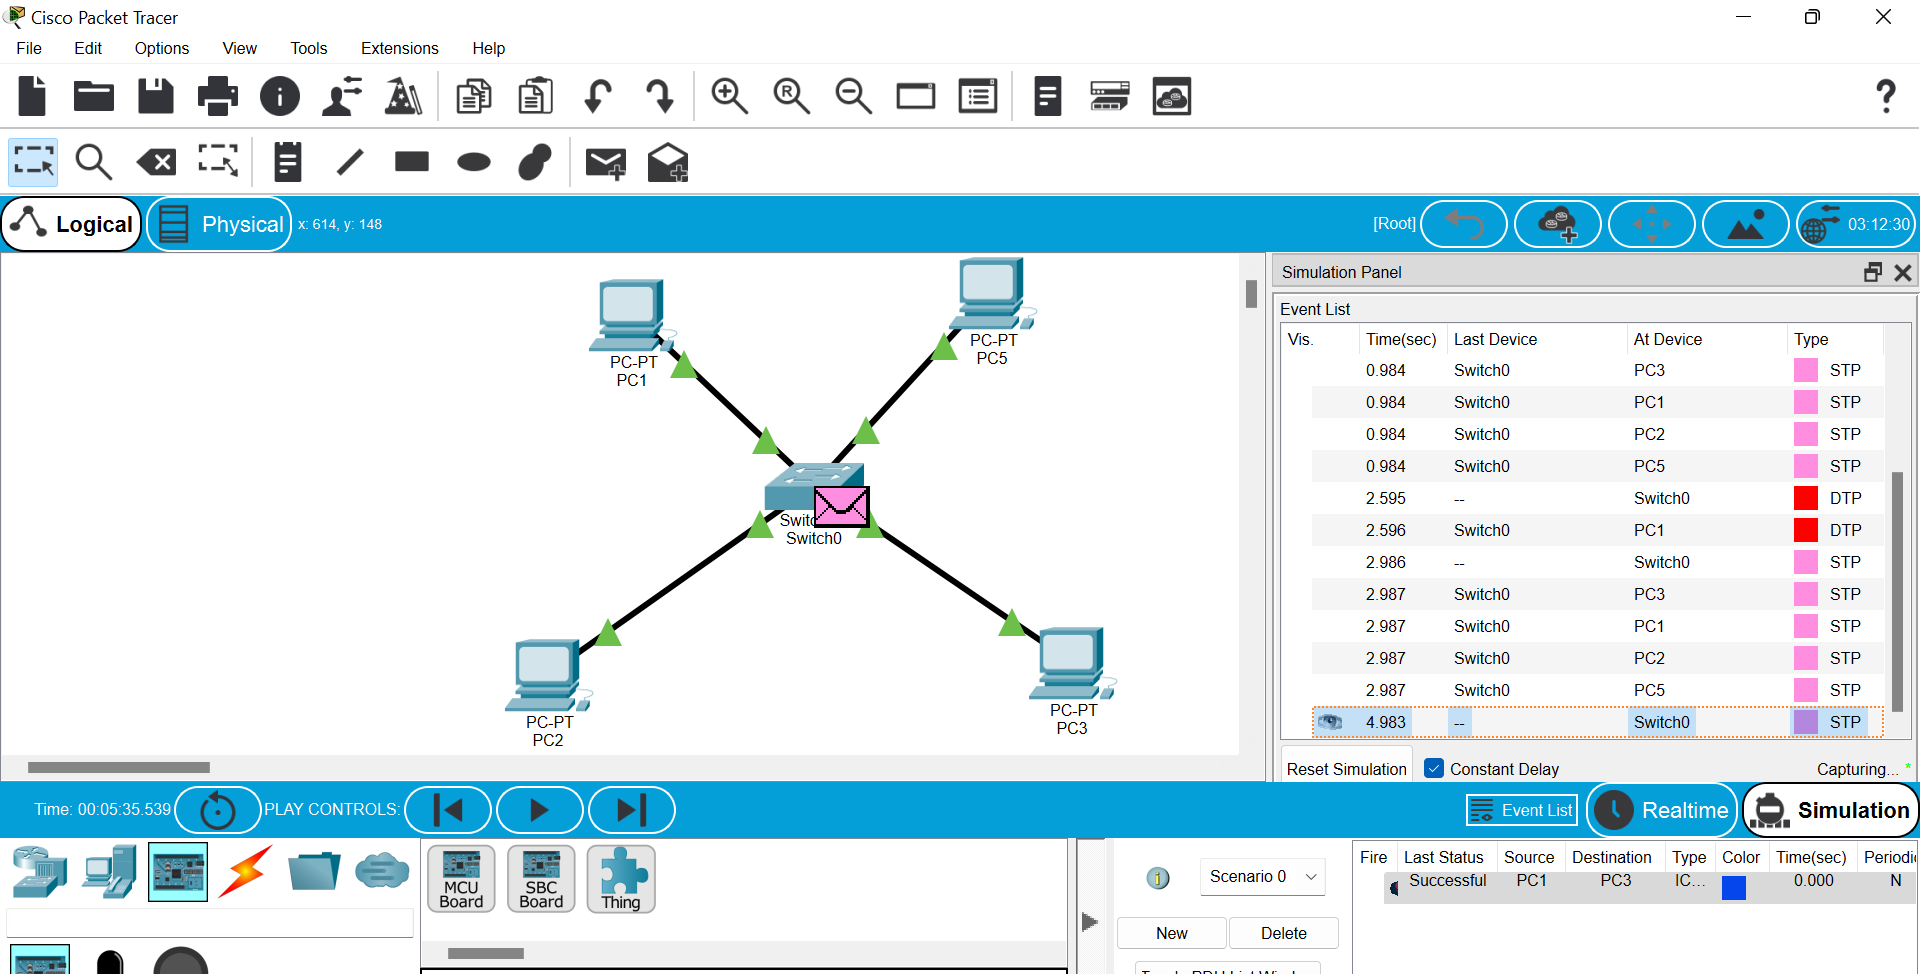 Cisco Packet Tracer
File Edit Options View Tools Extensions Help
Logical Physical x: 614, y: 148 [Root] 03:12:30
PC-PT
PC1
PC-PT
PC5
Switch0
PC-PT
PC2
PC-PT
PC3
Simulation Panel
Event List
Vis. Time(sec) Last Device At Device Type
0.984 Switch0 PC3 STP
0.984 Switch0 PC1 STP
0.984 Switch0 PC2 STP
0.984 Switch0 PC5 STP
2.595 -- Switch0 DTP
2.596 Switch0 PC1 DTP
2.986 -- Switch0 STP
2.987 Switch0 PC3 STP
2.987 Switch0 PC1 STP
2.987 Switch0 PC2 STP
2.987 Switch0 PC5 STP
4.983 -- Switch0 STP
Reset Simulation Constant Delay Capturing... *
Time: 00:05:35.539 PLAY CONTROLS: Event List Realtime Simulation
MCU
Board
SBC
Board
Thing
Scenario 0
New Delete
Fire Last Status Source Destination Type Color Time(sec) Periodic
Successful PC1 PC3 IC... 0.000 N